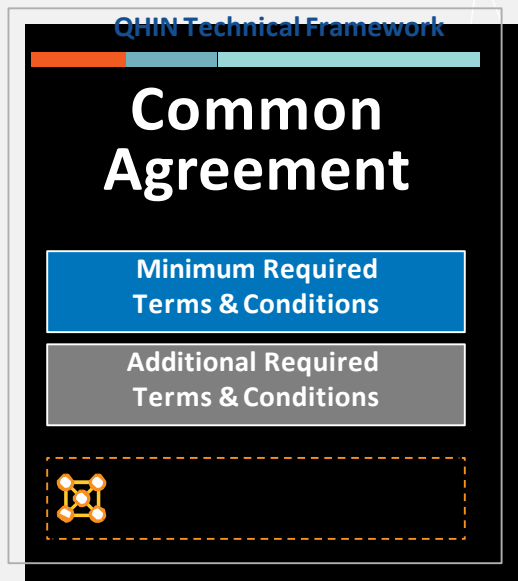 QHIN Technical Framework
Common
Agreement
Minimum Required
Terms & Conditions
Additional Required
Terms & Conditions